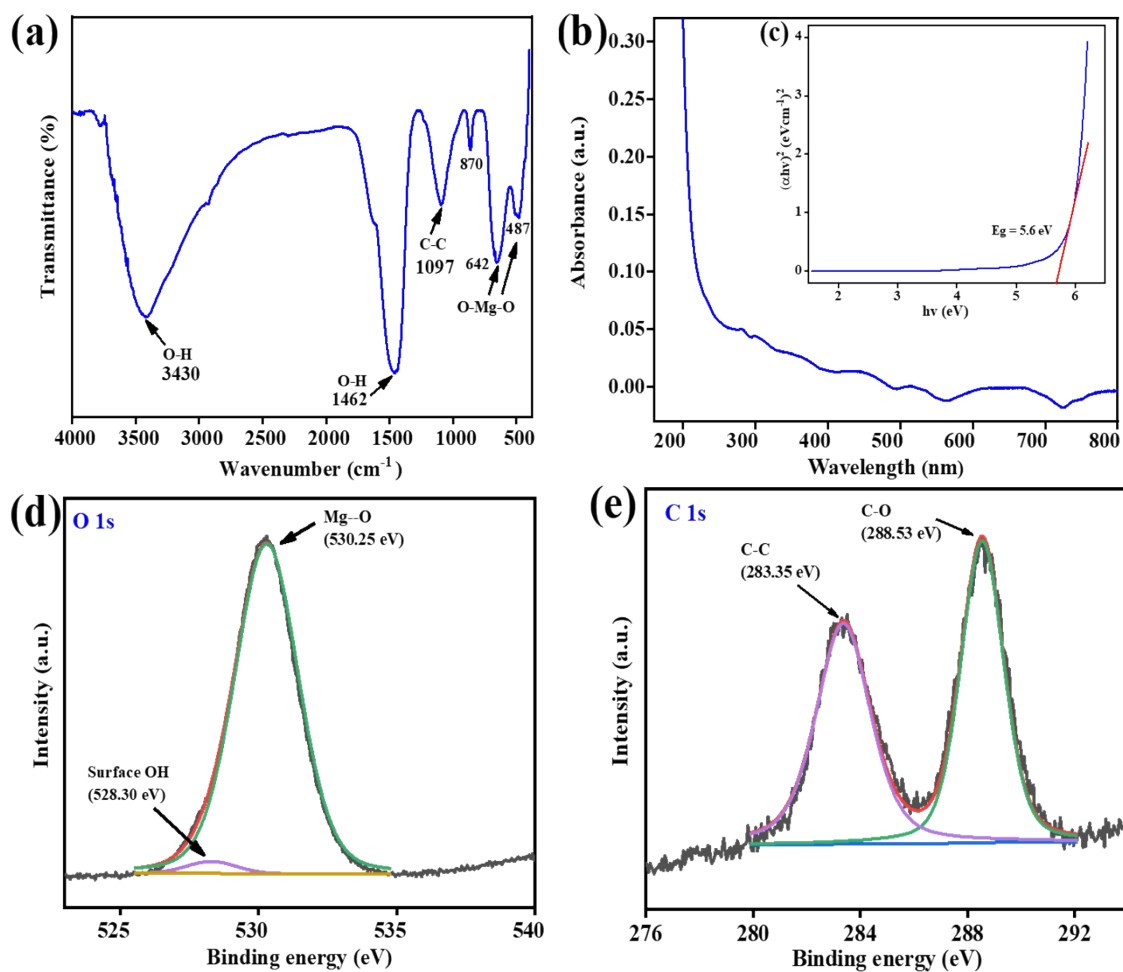 (a)
Transmittance (%)
O-H
3430
O-H
1462
C-C
1097
870
642
487
O-Mg-O
4000 3500 3000 2500 2000 1500 1000 500
Wavenumber (cm-1)
(b)
Absorbance (a.u.)
0.30
0.25
0.20
0.15
0.10
0.05
0.00
200 300 400 500 600 700 800
Wavelength (nm)
(c)
(αhν)2 (eVcm-1)2
4
3
2
1
0
Eg = 5.6 eV
2 3 4 5 6
hν (eV)
(d)
O 1s
Intensity (a.u.)
Mg--O
(530.25 eV)
Surface OH
(528.30 eV)
525 530 535 540
Binding energy (eV)
(e)
C 1s
Intensity (a.u.)
C-C
(283.35 eV)
C-O
(288.53 eV)
276 280 284 288 292
Binding energy (eV)